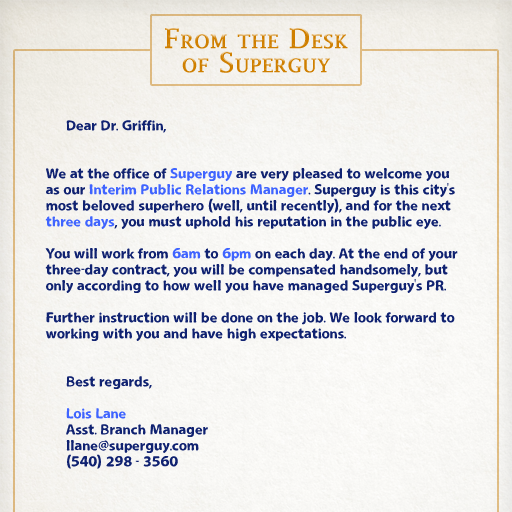 From the Desk
of Superguy
Dear Dr. Griffin,
We at the office of Superguy are very pleased to welcome you
as our Interim Public Relations Manager. Superguy is this city's
most beloved superhero (well, until recently), and for the next
three days, you must uphold his reputation in the public eye.
You will work from 6am to 6pm on each day. At the end of your
three-day contract, you will be compensated handsomely, but
only according to how well you have managed Superguy's PR.
Further instruction will be done on the job. We look forward to
working with you and have high expectations.
Best regards,
Lois Lane
Asst. Branch Manager
llane@superguy.com
(540) 298 - 3560